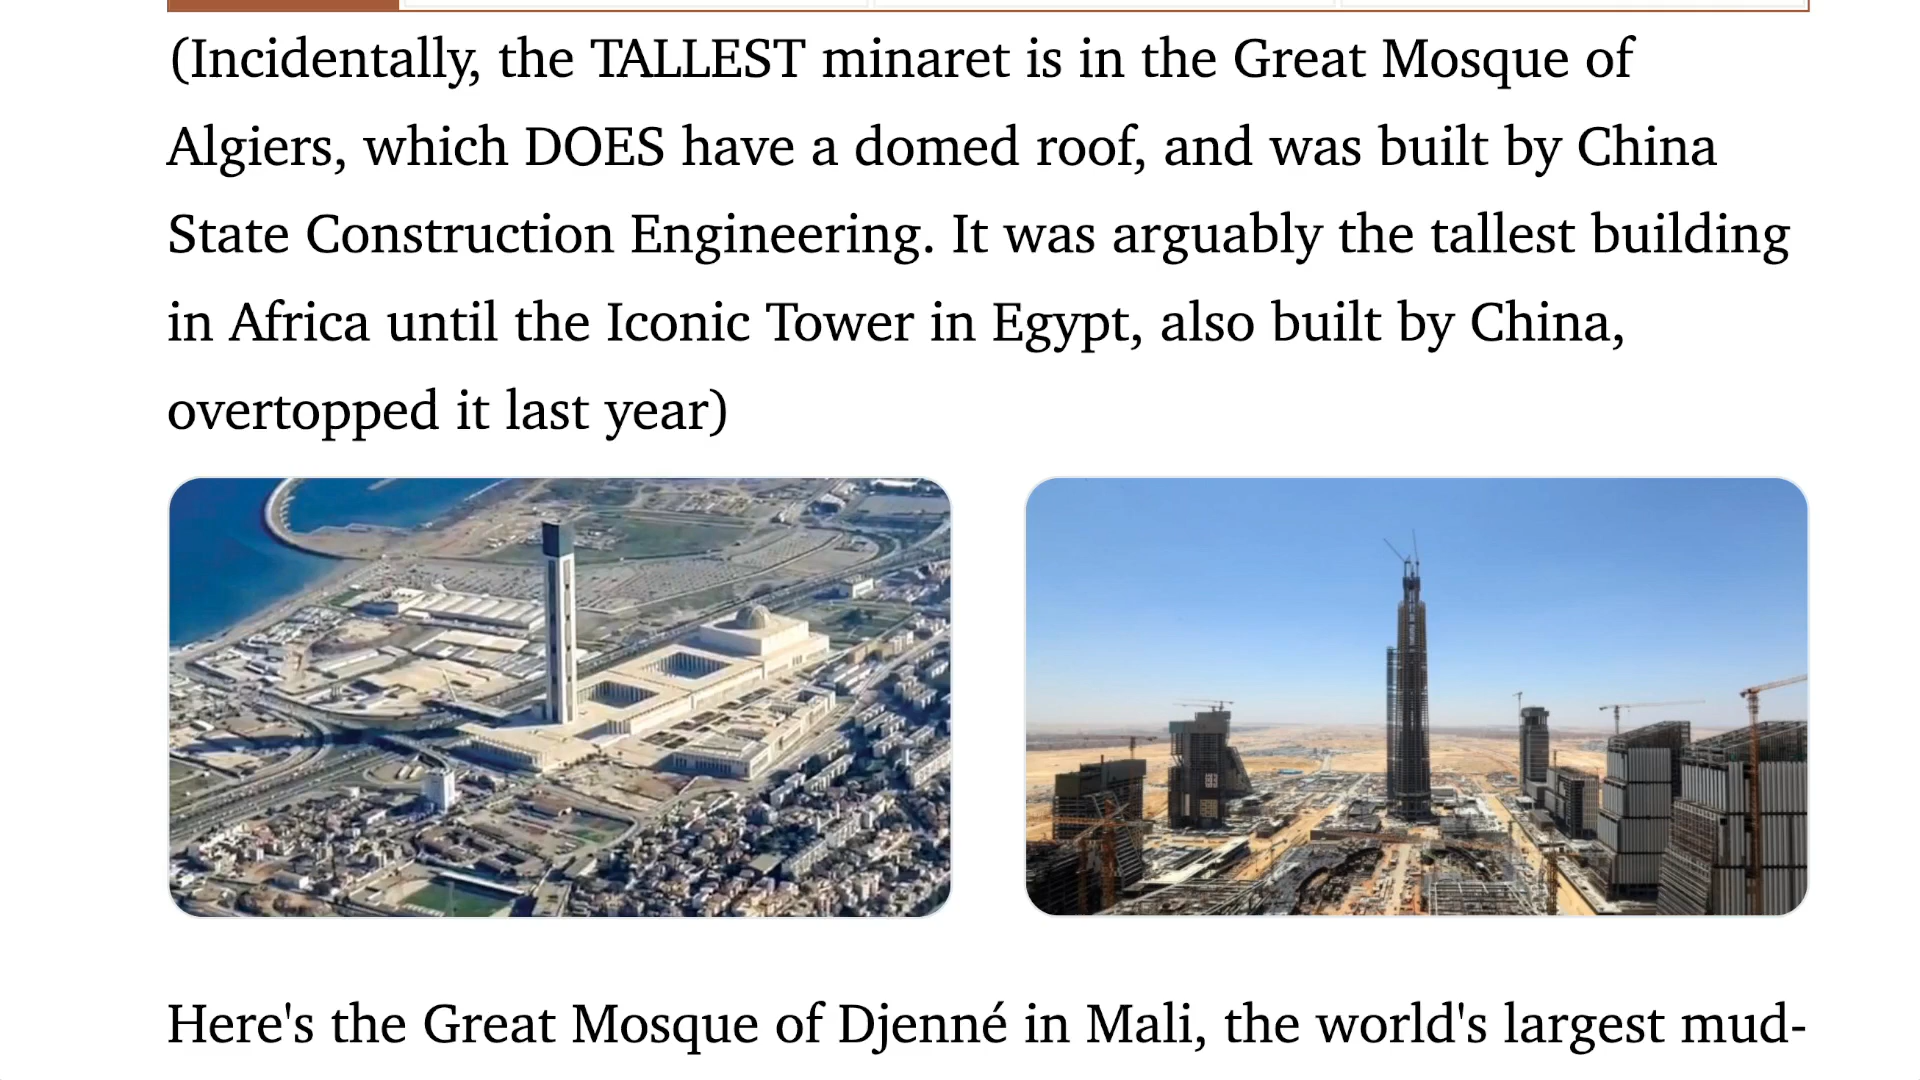 (Incidentally, the TALLEST minaret is in the Great Mosque of
Algiers, which DOES have a domed roof, and was built by China
State Construction Engineering. It was arguably the tallest building
in Africa until the Iconic Tower in Egypt, also built by China,
overtopped it last year)
Here's the Great Mosque of Djenné in Mali, the world's largest mud-